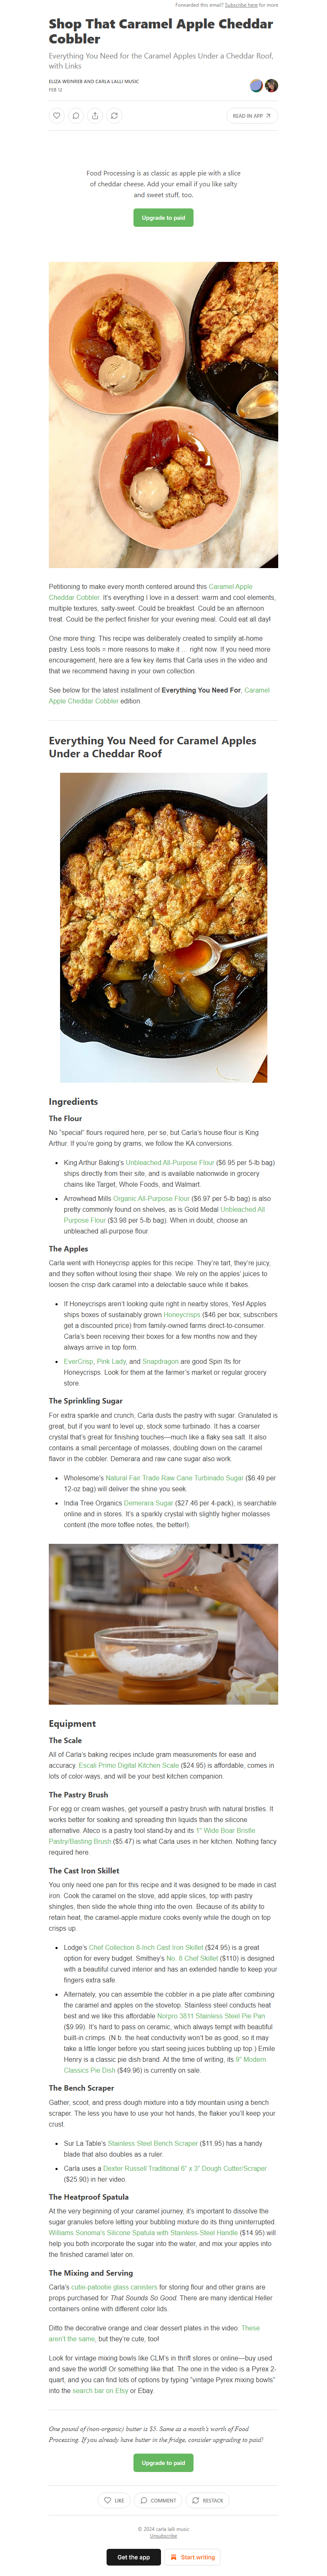 Forwarded this email? Subscribe here for more
Shop That Caramel Apple Cheddar
Cobbler
Everything You Need for the Caramel Apples Under a Cheddar Roof,
with Links
ELIZA WEINREB AND CARLA LALLI MUSIC
FEB 12
READ IN APP
Food Processing is as classic as apple pie with a slice
of cheddar cheese. Add your email if you like salty
and sweet stuff, too.
Upgrade to paid
Petitioning to make every month centered around this Caramel Apple
Cheddar Cobbler. It's everything I love in a dessert: warm and cool elements,
multiple textures, salty-sweet. Could be breakfast. Could be an afternoon
treat. Could be the perfect finisher for your evening meal. Could eat all day!
One more thing: This recipe was deliberately created to simplify at-home
pastry. Less tools = more reasons to make it ... right now. If you need more
encouragement, here are a few key items that Carla uses in the video and
that we recommend having in your own collection.
See below for the latest installment of Everything You Need For, Caramel
Apple Cheddar Cobbler edition.
Everything You Need for Caramel Apples
Under a Cheddar Roof
Ingredients
The Flour
No "special" flours required here, per se, but Carla's house flour is King
Arthur. If you're going by grams, we follow the KA conversions.
• King Arthur Baking's Unbleached All-Purpose Flour ($6.95 per 5-lb bag)
ships directly from their site, and is available nationwide in grocery
chains like Target, Whole Foods, and Walmart.
• Arrowhead Mills Organic All-Purpose Flour ($6.97 per 5-lb bag) is also
pretty commonly found on shelves, as is Gold Medal Unbleached All
Purpose Flour ($3.98 per 5-lb bag). When in doubt, choose an
unbleached all-purpose flour.
The Apples
Carla went with Honeycrisp apples for this recipe. They're tart, they're juicy,
and they soften without losing their shape. We rely on the apples' juices to
loosen the crisp dark caramel into a delectable sauce while it bakes.
• If Honeycrisps aren't looking quite right in nearby stores, Yes! Apples
ships boxes of sustainably grown Honeycrisps ($46 per box, subscribers
get a discounted price) from family-owned farms direct-to-consumer.
Carla's been receiving their boxes for a few months now and they
always arrive in top form.
• EverCrisp, Pink Lady, and Snapdragon are good Spin Its for
Honeycrisps. Look for them at the farmer's market or regular grocery
store.
The Sprinkling Sugar
For extra sparkle and crunch, Carla dusts the pastry with sugar. Granulated is
great, but if you want to level up, stock some turbinado. It has a coarser
crystal that's great for finishing touches—much like a flaky sea salt. It also
contains a small percentage of molasses, doubling down on the caramel
flavor in the cobbler. Demerara and raw cane sugar also work.
• Wholesome's Natural Fair Trade Raw Cane Turbinado Sugar ($6.49 per
12-oz bag) will deliver the shine you seek.
• India Tree Organics Demerara Sugar ($27.46 per 4-pack), is searchable
online and in stores. It's a sparkly crystal with slightly higher molasses
content (the more toffee notes, the better!).
Equipment
The Scale
All of Carla's baking recipes include gram measurements for ease and
accuracy. Escali Primo Digital Kitchen Scale ($24.95) is affordable, comes in
lots of color-ways, and will be your best kitchen companion.
The Pastry Brush
For egg or cream washes, get yourself a pastry brush with natural bristles. It
works better for soaking and spreading thin liquids than the silicone
alternative. Ateco is a pastry tool stand-by and its 1" Wide Boar Bristle
Pastry/Basting Brush ($5.47) is what Carla uses in her kitchen. Nothing fancy
required here.
The Cast Iron Skillet
You only need one pan for this recipe and it was designed to be made in cast
iron. Cook the caramel on the stove, add apple slices, top with pastry
shingles, then slide the whole thing into the oven. Because of its ability to
retain heat, the caramel-apple mixture cooks evenly while the dough on top
crisps up.
• Lodge's Chef Collection 8-Inch Cast Iron Skillet ($24.95) is a great
option for every budget. Smithey's No. 8 Chef Skillet ($110) is designed
with a beautiful curved interior and has an extended handle to keep your
fingers extra safe.
• Alternately, you can assemble the cobbler in a pie plate after combining
the caramel and apples on the stovetop. Stainless steel conducts heat
best and we like this affordable Norpro 3811 Stainless Steel Pie Pan
($9.99). It's hard to pass on ceramic, which always tempt with beautiful
built-in crimps. (N.b. the heat conductivity won't be as good, so it may
take a little longer before you start seeing juices bubbling up top.) Emile
Henry is a classic pie dish brand. At the time of writing, its 9" Modern
Classics Pie Dish ($49.96) is currently on sale.
The Bench Scraper
Gather, scoot, and press dough mixture into a tidy mountain using a bench
scraper. The less you have to use your hot hands, the flakier you'll keep your
crust.
• Sur La Table's Stainless Steel Bench Scraper ($11.95) has a handy
blade that also doubles as a ruler.
• Carla uses a Dexter Russell Traditional 6" x 3" Dough Cutter/Scraper
($25.90) in her video.
The Heatproof Spatula
At the very beginning of your caramel journey, it's important to dissolve the
sugar granules before letting your bubbling mixture do its thing uninterrupted.
Williams Sonoma's Silicone Spatula with Stainless-Steel Handle ($14.95) will
help you both incorporate the sugar into the water, and mix your apples into
the finished caramel later on.
The Mixing and Serving
Carla's cutie-patootie glass canisters for storing flour and other grains are
props purchased for That Sounds So Good. There are many identical Heller
containers online with different color lids.
Ditto the decorative orange and clear dessert plates in the video. These
aren't the same, but they're cute, too!
Look for vintage mixing bowls like CLM's in thrift stores or online—buy used
and save the world! Or something like that. The one in the video is a Pyrex 2-
quart, and you can find lots of options by typing "vintage Pyrex mixing bowls"
into the search bar on Etsy or Ebay.
One pound of (non-organic) butter is $5. Same as a month's worth of Food
Processing. If you already have butter in the fridge, consider upgrading to paid!
Upgrade to paid
LIKE
COMMENT
RESTACK
© 2024 carla lalli music
Unsubscribe
Get the app
Start writing